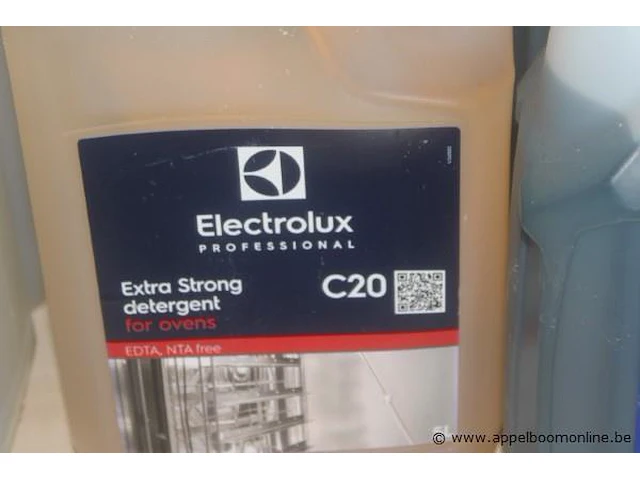 Electrolux
PROFESSIONAL
Extra Strong
detergent
for ovens
C20
EDTA, NTA free
© www.appelboomonline.be